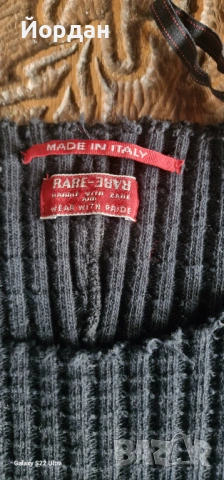 Йордан
MADE IN ITALY
RARE-RARE
HANDLE WITH CARE
AND
WEAR WITH PRIDE
Galaxy S22 Ultra
BAZAR